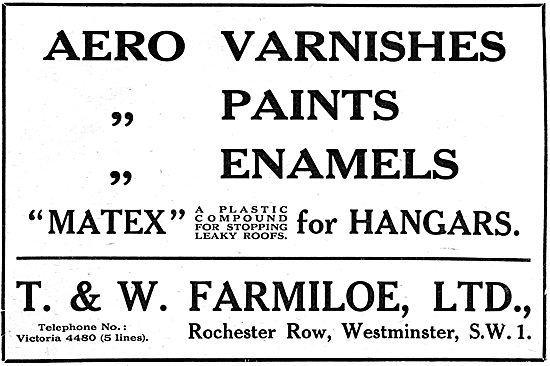 AERO VARNISHES
„ PAINTS
„ ENAMELS
"MATEX" A PLASTIC COMPOUND FOR STOPPING LEAKY ROOFS. for HANGARS.
T. & W. FARMILOE, LTD.,
Telephone No.:
Victoria 4480 (5 lines).
Rochester Row, Westminster, S.W.1.